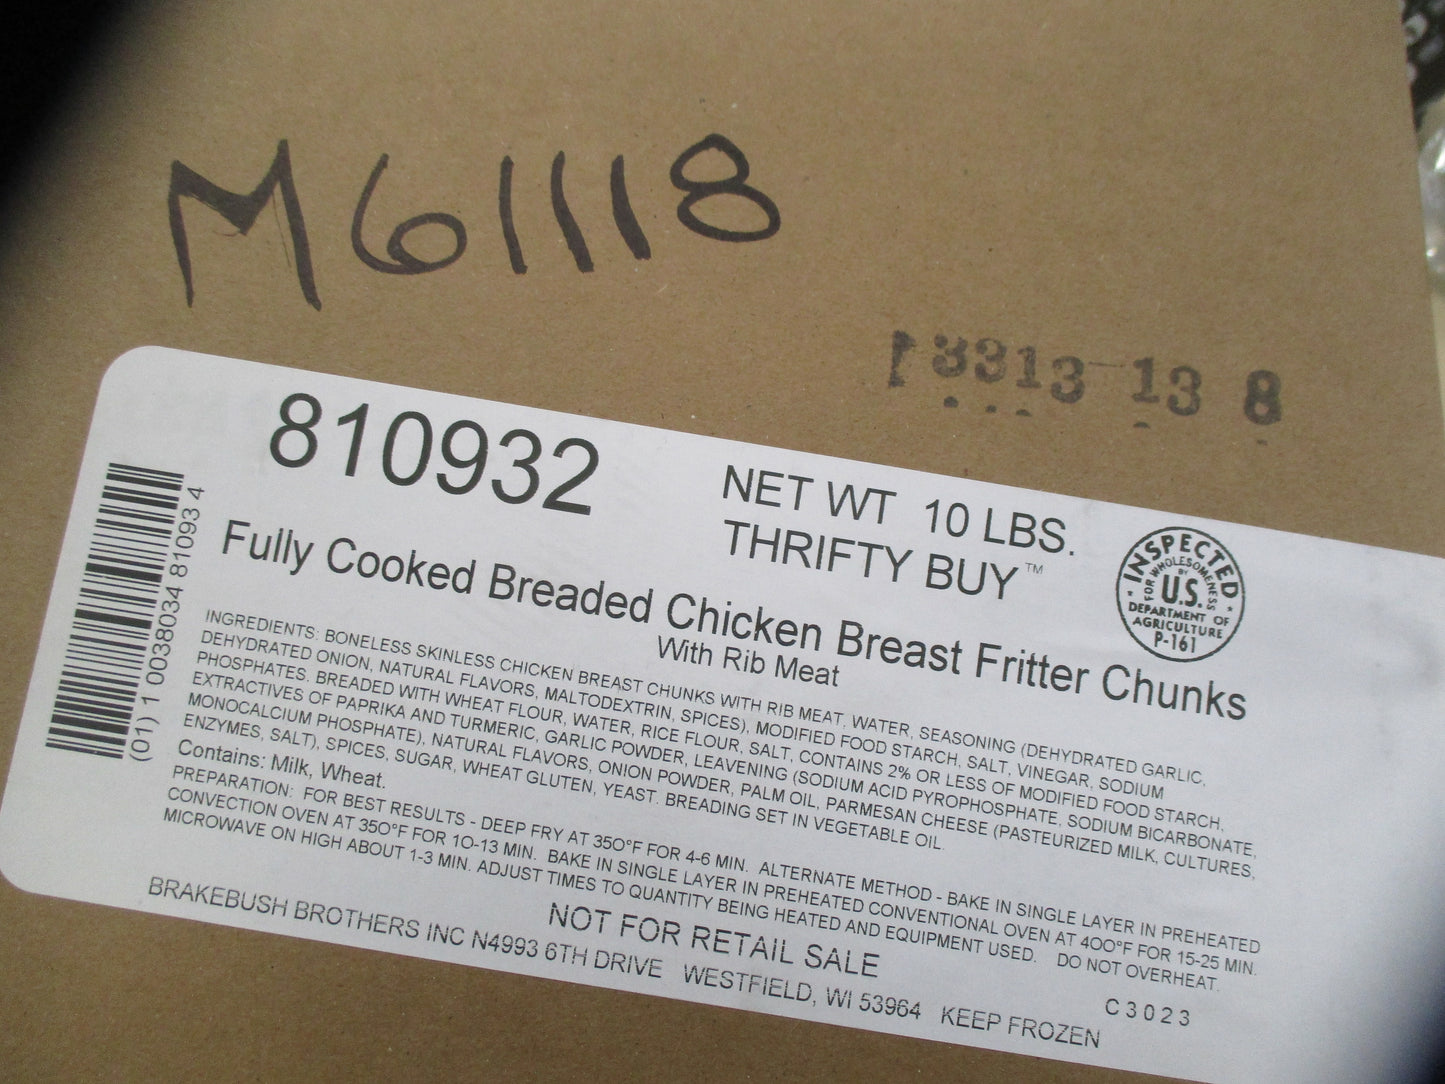 M61118
13313 13 8
810932
NET WT 10 LBS.
THRIFTY BUY™
Fully Cooked Breaded Chicken Breast Fritter Chunks
With Rib Meat
INSPECTED
FOR WHOLESOMENESS
BY
U.S.
DEPARTMENT OF
AGRICULTURE
P-161
(01) 1 0038034 81093 4
INGREDIENTS: BONELESS SKINLESS CHICKEN BREAST CHUNKS WITH RIB MEAT, WATER, SEASONING (DEHYDRATED GARLIC,
DEHYDRATED ONION, NATURAL FLAVORS, MALTODEXTRIN, SPICES), MODIFIED FOOD STARCH, SALT, VINEGAR, SODIUM
PHOSPHATES. BREADED WITH WHEAT FLOUR, WATER, RICE FLOUR, SALT, CONTAINS 2% OR LESS OF MODIFIED FOOD STARCH,
EXTRACTIVES OF PAPRIKA AND TURMERIC, GARLIC POWDER, LEAVENING (SODIUM ACID PYROPHOSPHATE, SODIUM BICARBONATE,
MONOCALCIUM PHOSPHATE), NATURAL FLAVORS, ONION POWDER, PALM OIL, PARMESAN CHEESE (PASTEURIZED MILK, CULTURES,
ENZYMES, SALT), SPICES, SUGAR, WHEAT GLUTEN, YEAST. BREADING SET IN VEGETABLE OIL.
Contains: Milk, Wheat.
PREPARATION: FOR BEST RESULTS - DEEP FRY AT 350°F FOR 4-6 MIN. ALTERNATE METHOD - BAKE IN SINGLE LAYER IN PREHEATED
CONVECTION OVEN AT 350°F FOR 10-13 MIN. BAKE IN SINGLE LAYER IN PREHEATED CONVENTIONAL OVEN AT 400°F FOR 15-25 MIN.
MICROWAVE ON HIGH ABOUT 1-3 MIN. ADJUST TIMES TO QUANTITY BEING HEATED AND EQUIPMENT USED. DO NOT OVERHEAT.
NOT FOR RETAIL SALE
C3023
BRAKEBUSH BROTHERS INC N4993 6TH DRIVE WESTFIELD, WI 53964 KEEP FROZEN